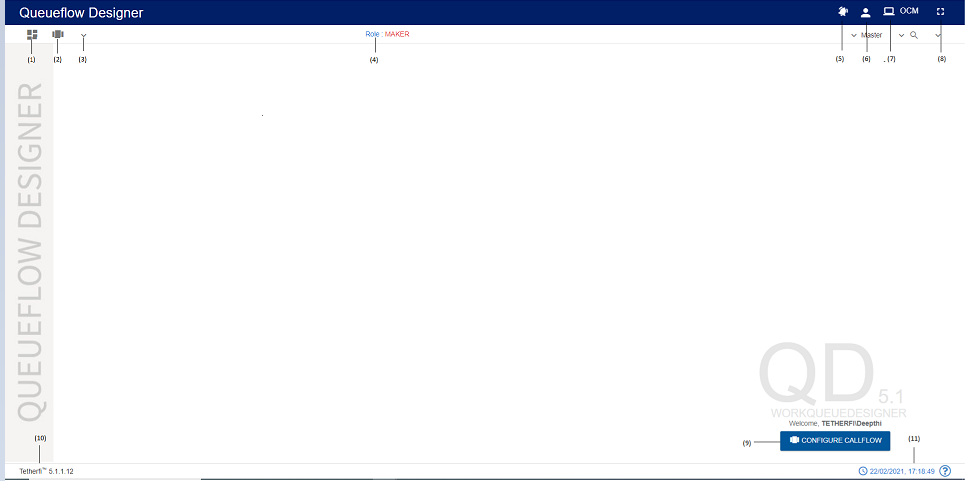 Queueflow Designer
OCM
Role : MAKER
Master
(1)
(2)
(3)
(4)
(5)
(6)
(7)
(8)
QUEUEFLOW DESIGNER
QD 5.1
WORKQUEUEDESIGNER
Welcome, TETHERFI\Deepthi
(9)
CONFIGURE CALLFLOW
(10)
(11)
Tetherfi™ 5.1.1.12
22/02/2021, 17:18:49 ?